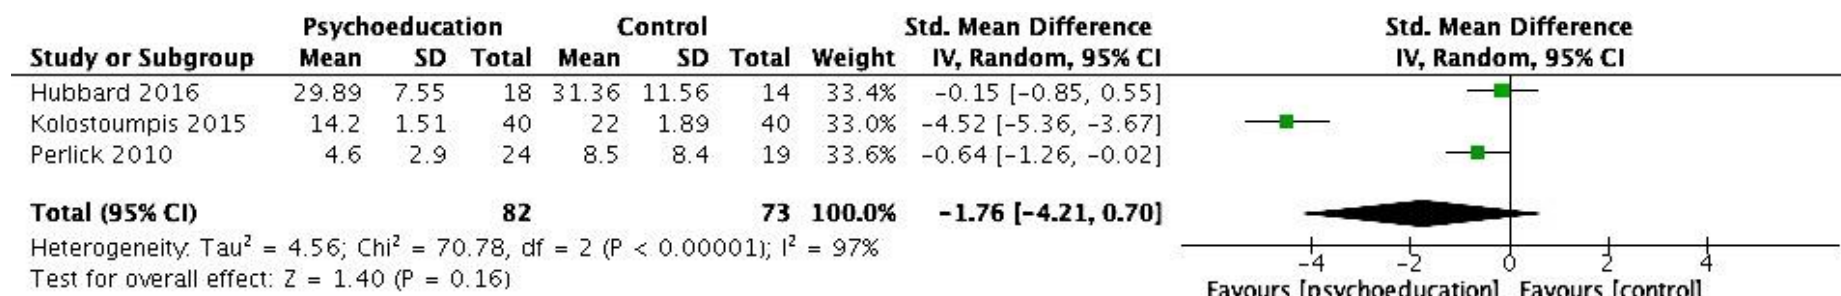 Psychoeducation Control Std. Mean Difference Std. Mean Difference
Study or Subgroup Mean SD Total Mean SD Total Weight IV, Random, 95% CI IV, Random, 95% CI
Hubbard 2016 29.89 7.55 18 31.36 11.56 14 33.4% -0.15 [-0.85, 0.55]
Kolostoumpis 2015 14.2 1.51 40 22 1.89 40 33.0% -4.52 [-5.36, -3.67]
Perlick 2010 4.6 2.9 24 8.5 8.4 19 33.6% -0.64 [-1.26, -0.02]
Total (95% CI) 82 73 100.0% -1.76 [-4.21, 0.70]
Heterogeneity: Tau² = 4.56; Chi² = 70.78, df = 2 (P < 0.00001); I² = 97%
Test for overall effect: Z = 1.40 (P = 0.16)
-4 -2 0 2 4
Favours [psychoeducation] Favours [control]